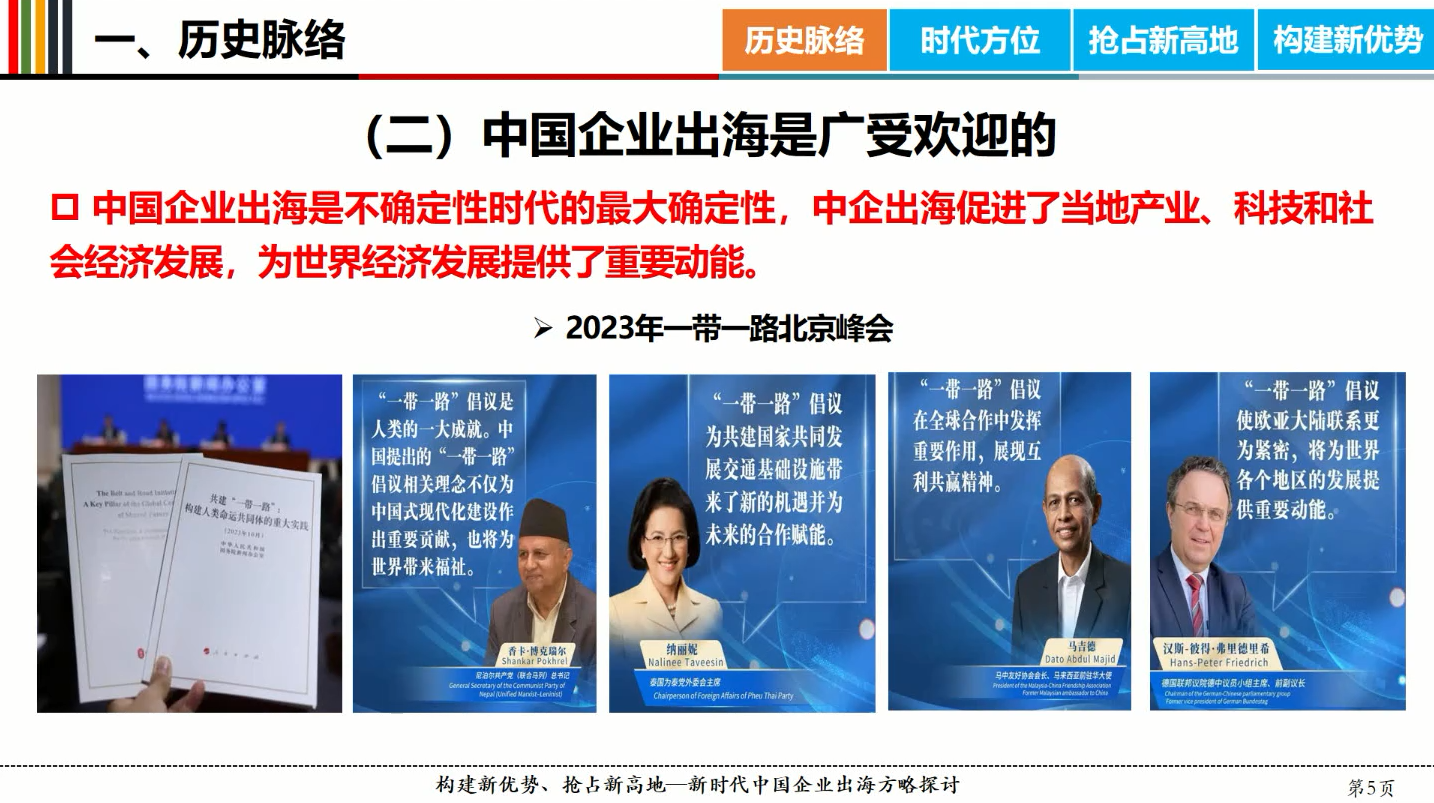 一、历史脉络
历史脉络
时代方位
抢占新高地
构建新优势
（二）中国企业出海是广受欢迎的
中国企业出海是不确定性时代的最大确定性，中企出海促进了当地产业、科技和社
会经济发展，为世界经济发展提供了重要动能。
2023年一带一路北京峰会
国务院新闻办公室
The Belt and Road Initiative
A Key Pillar of the Global
共建“一带一路”：
构建人类命运共同体的重大实践
（2023年10月）
中华人民共和国
国务院新闻办公室
人民出版社
“一带一路”倡议是
人类的一大成就。中
国提出的“一带一路”
倡议相关理念不仅为
中国式现代化建设作
出重要贡献，也将为
世界带来福祉。
香卡·博克瑞尔
Shankar Pokhrel
尼泊尔共产党（联合马列）总书记
General Secretary of the Communist Party of
Nepal (Unified Marxist-Leninist)
“一带一路”倡议
为共建国家共同发
展交通基础设施带
来了新的机遇并为
未来的合作赋能。
纳丽妮
Nalinee Taveesin
泰国为泰党外委会主席
Chairperson of Foreign Affairs of Pheu Thai Party
“一带一路”倡议
在全球合作中发挥
重要作用，展现互
利共赢精神。
马吉德
Dato Abdul Majid
马中友好协会会长、马来西亚前驻华大使
President of the Malaysia-China Friendship Association
Former Malaysian ambassador to China
“一带一路”倡议
使欧亚大陆联系更
为紧密，将为世界
各个地区的发展提
供重要动能。
汉斯-彼得·弗里德里希
Hans-Peter Friedrich
德国联邦议院德中议员小组主席、前副议长
Chairman of the German-Chinese parliamentary group
Former vice president of German Bundestag
构建新优势、抢占新高地—新时代中国企业出海方略探讨
第5页